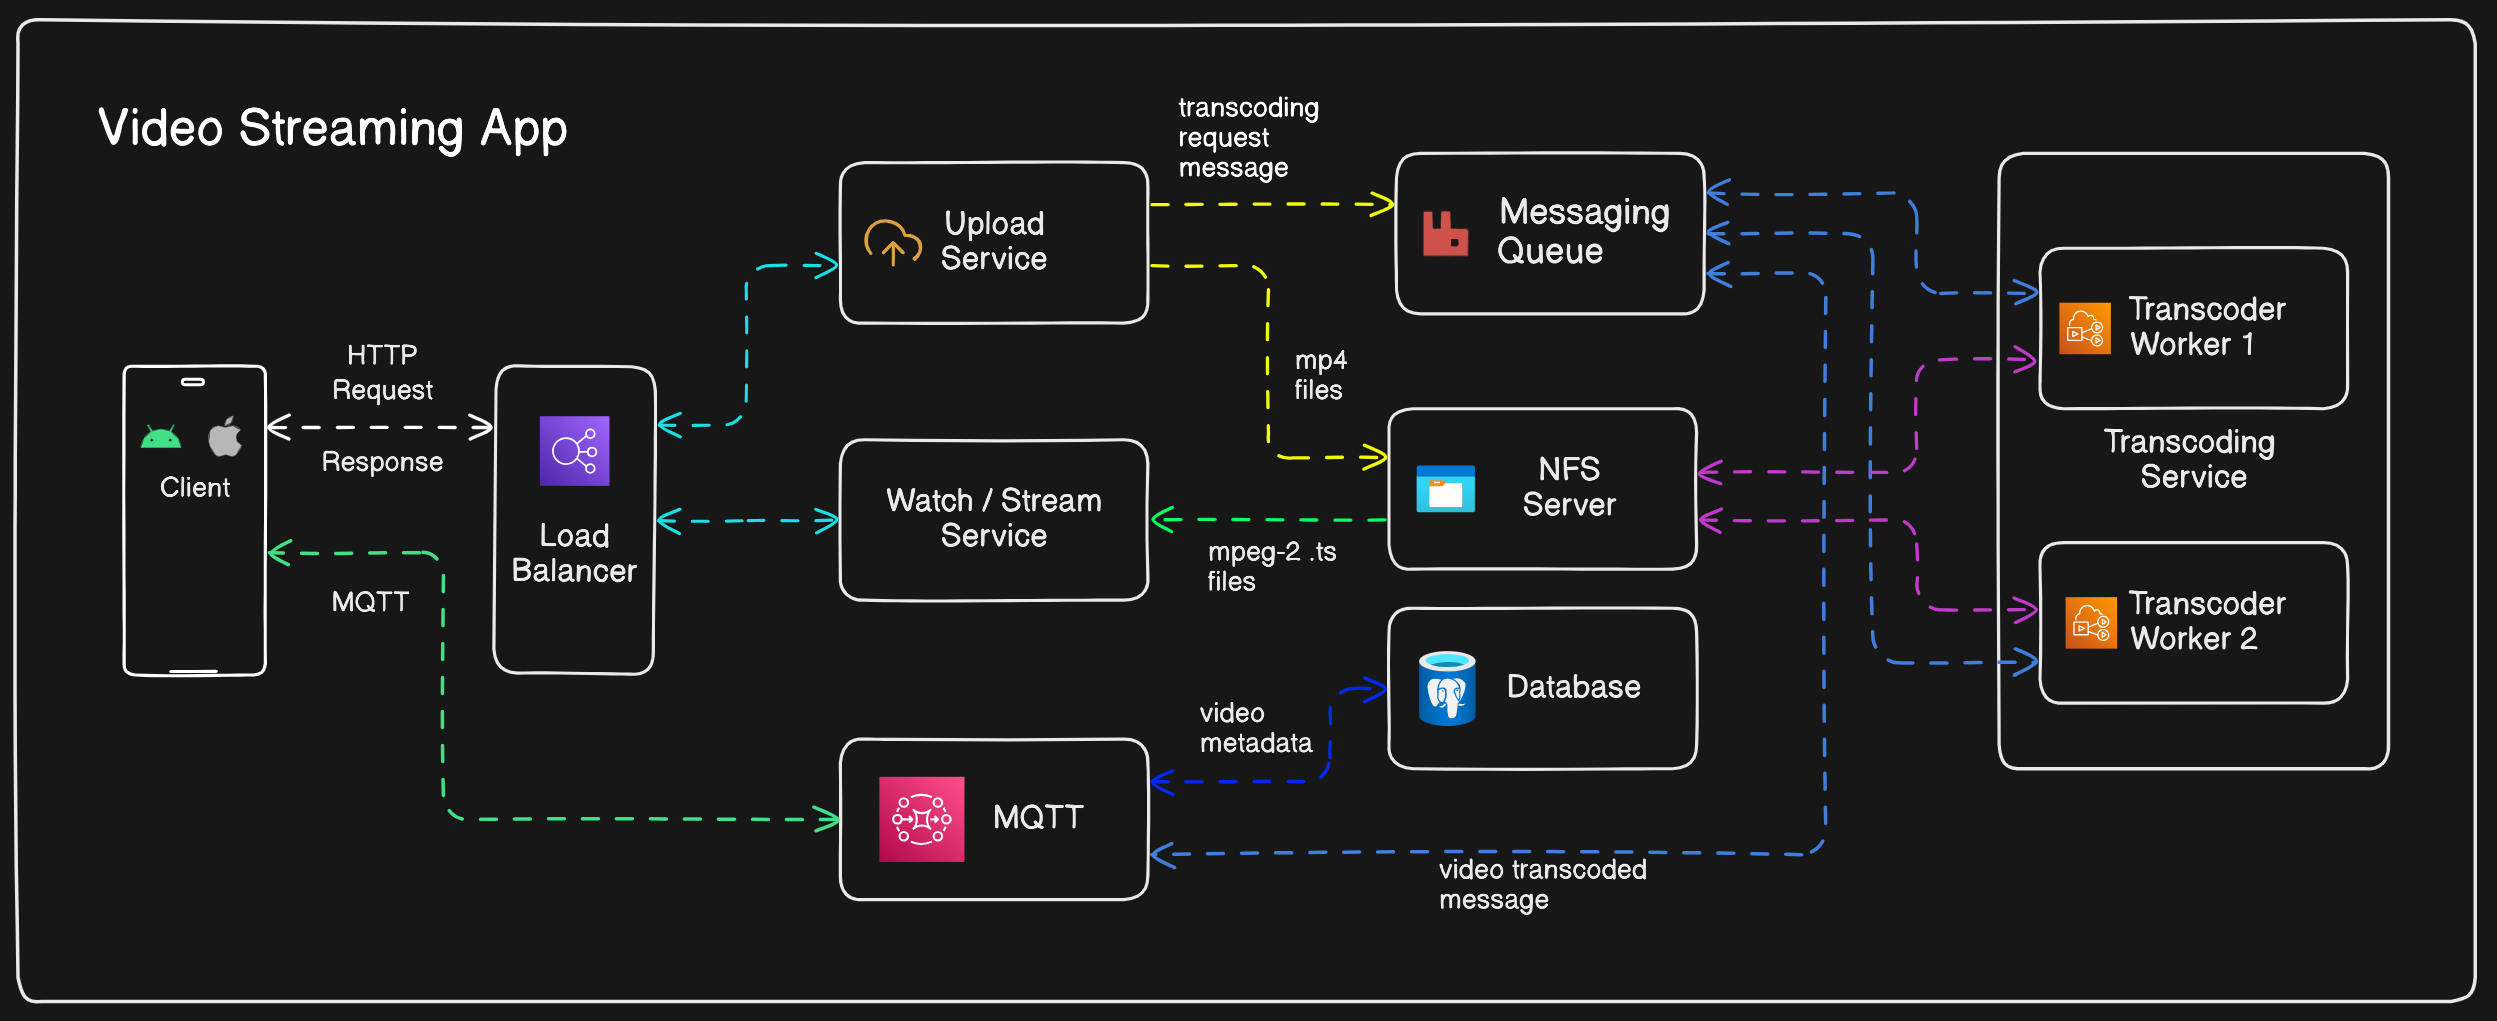 Video Streaming App
transcoding
request
message
Upload
Service
Messaging
Queue
Transcoder
Worker 1
HTTP
Request
Response
mp4
files
Client
Load
Balancer
Watch / Stream
Service
NFS
Server
Transcoding
Service
mpeg-2 .ts
files
MQTT
Transcoder
Worker 2
Database
video
metadata
MQTT
video transcoded
message